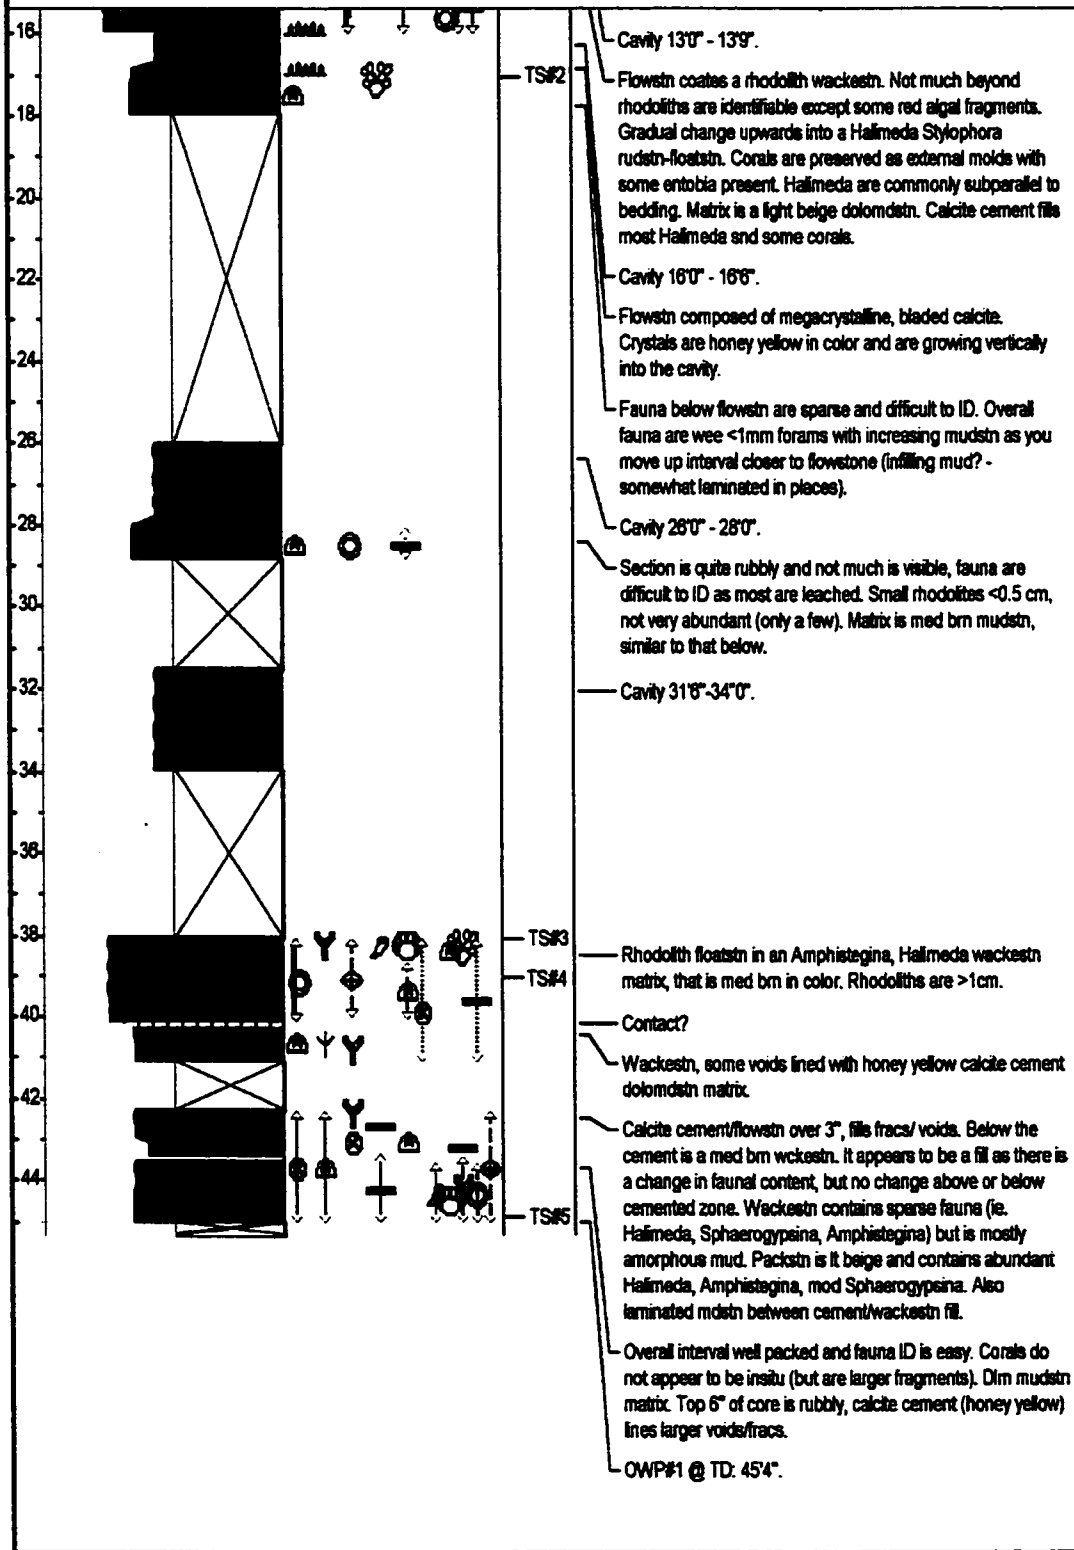 16
18
20
22
24
26
28
30
32
34
36
38
40
42
44
TS#2
TS#3
TS#4
TS#5
Cavity 13'0" - 13'9".
Flowstn coates a rhodolith wackestn. Not much beyond
rhodoliths are identifiable except some red algal fragments.
Gradual change upwards into a Halimeda Stylophora
rudstn-floatstn. Corals are preserved as external molds with
some entobia present. Halimeda are commonly subparallel to
bedding. Matrix is a light beige dolomdstn. Calcite cement fills
most Halimeda snd some corals.
Cavity 16'0" - 16'6".
Flowstn composed of megacrystalline, bladed calcite.
Crystals are honey yellow in color and are growing vertically
into the cavity.
Fauna below flowstn are sparse and difficult to ID. Overall
fauna are wee <1mm forams with increasing mudstn as you
move up interval closer to flowstone (infilling mud? -
somewhat laminated in places).
Cavity 26'0" - 28'0".
Section is quite rubbly and not much is visible, fauna are
difficult to ID as most are leached. Small rhodolites <0.5 cm,
not very abundant (only a few). Matrix is med brn mudstn,
similar to that below.
Cavity 31'6"-34'0".
Rhodolith floatstn in an Amphistegina, Halimeda wackestn
matrix, that is med brn in color. Rhodoliths are >1cm.
Contact?
Wackestn, some voids lined with honey yellow calcite cement
dolomdstn matrix.
Calcite cement/flowstn over 3", fills fracs/ voids. Below the
cement is a med brn wckestn. It appears to be a fill as there is
a change in faunal content, but no change above or below
cemented zone. Wackestn contains sparse fauna (ie.
Halimeda, Sphaerogypsina, Amphistegina) but is mostly
amorphous mud. Packstn is lt beige and contains abundant
Halimeda, Amphistegina, mod Sphaerogypsina. Also
laminated mdstn between cement/wackestn fill.
Overall interval well packed and fauna ID is easy. Corals do
not appear to be insitu (but are larger fragments). Dlm mudstn
matrix. Top 6" of core is rubbly, calcite cement (honey yellow)
lines larger voids/fracs.
OWP#1 @ TD: 45'4".